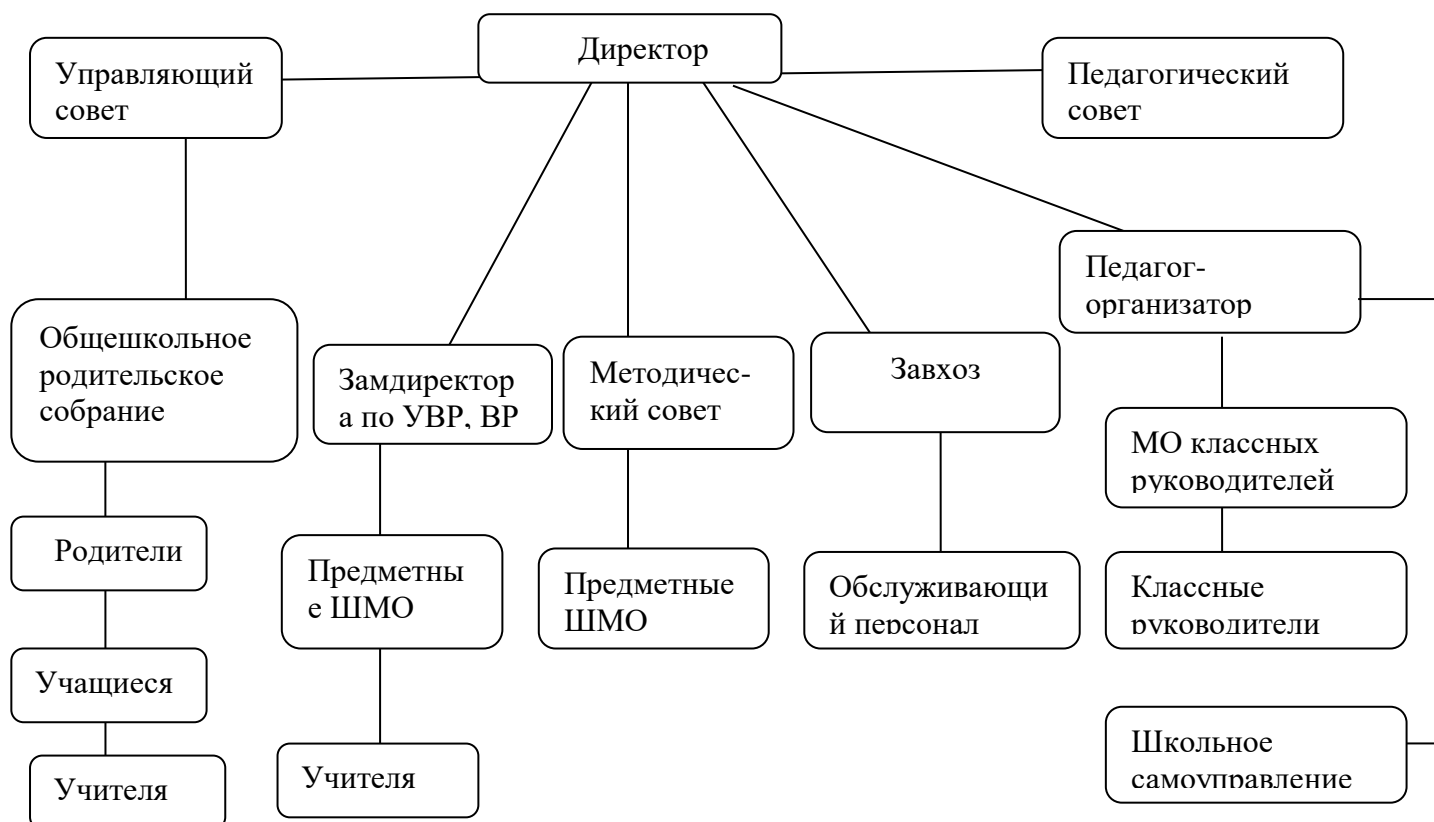 Директор
Управляющий
совет
Педагогический
совет
Педагог-
организатор
Общешкольное
родительское
собрание
Замдиректор
а по УВР, ВР
Методичес-
кий совет
Завхоз
МО классных
руководителей
Родители
Предметны
е ШМО
Предметные
ШМО
Обслуживающи
й персонал
Классные
руководители
Учащиеся
Школьное
самоуправление
Учителя
Учителя